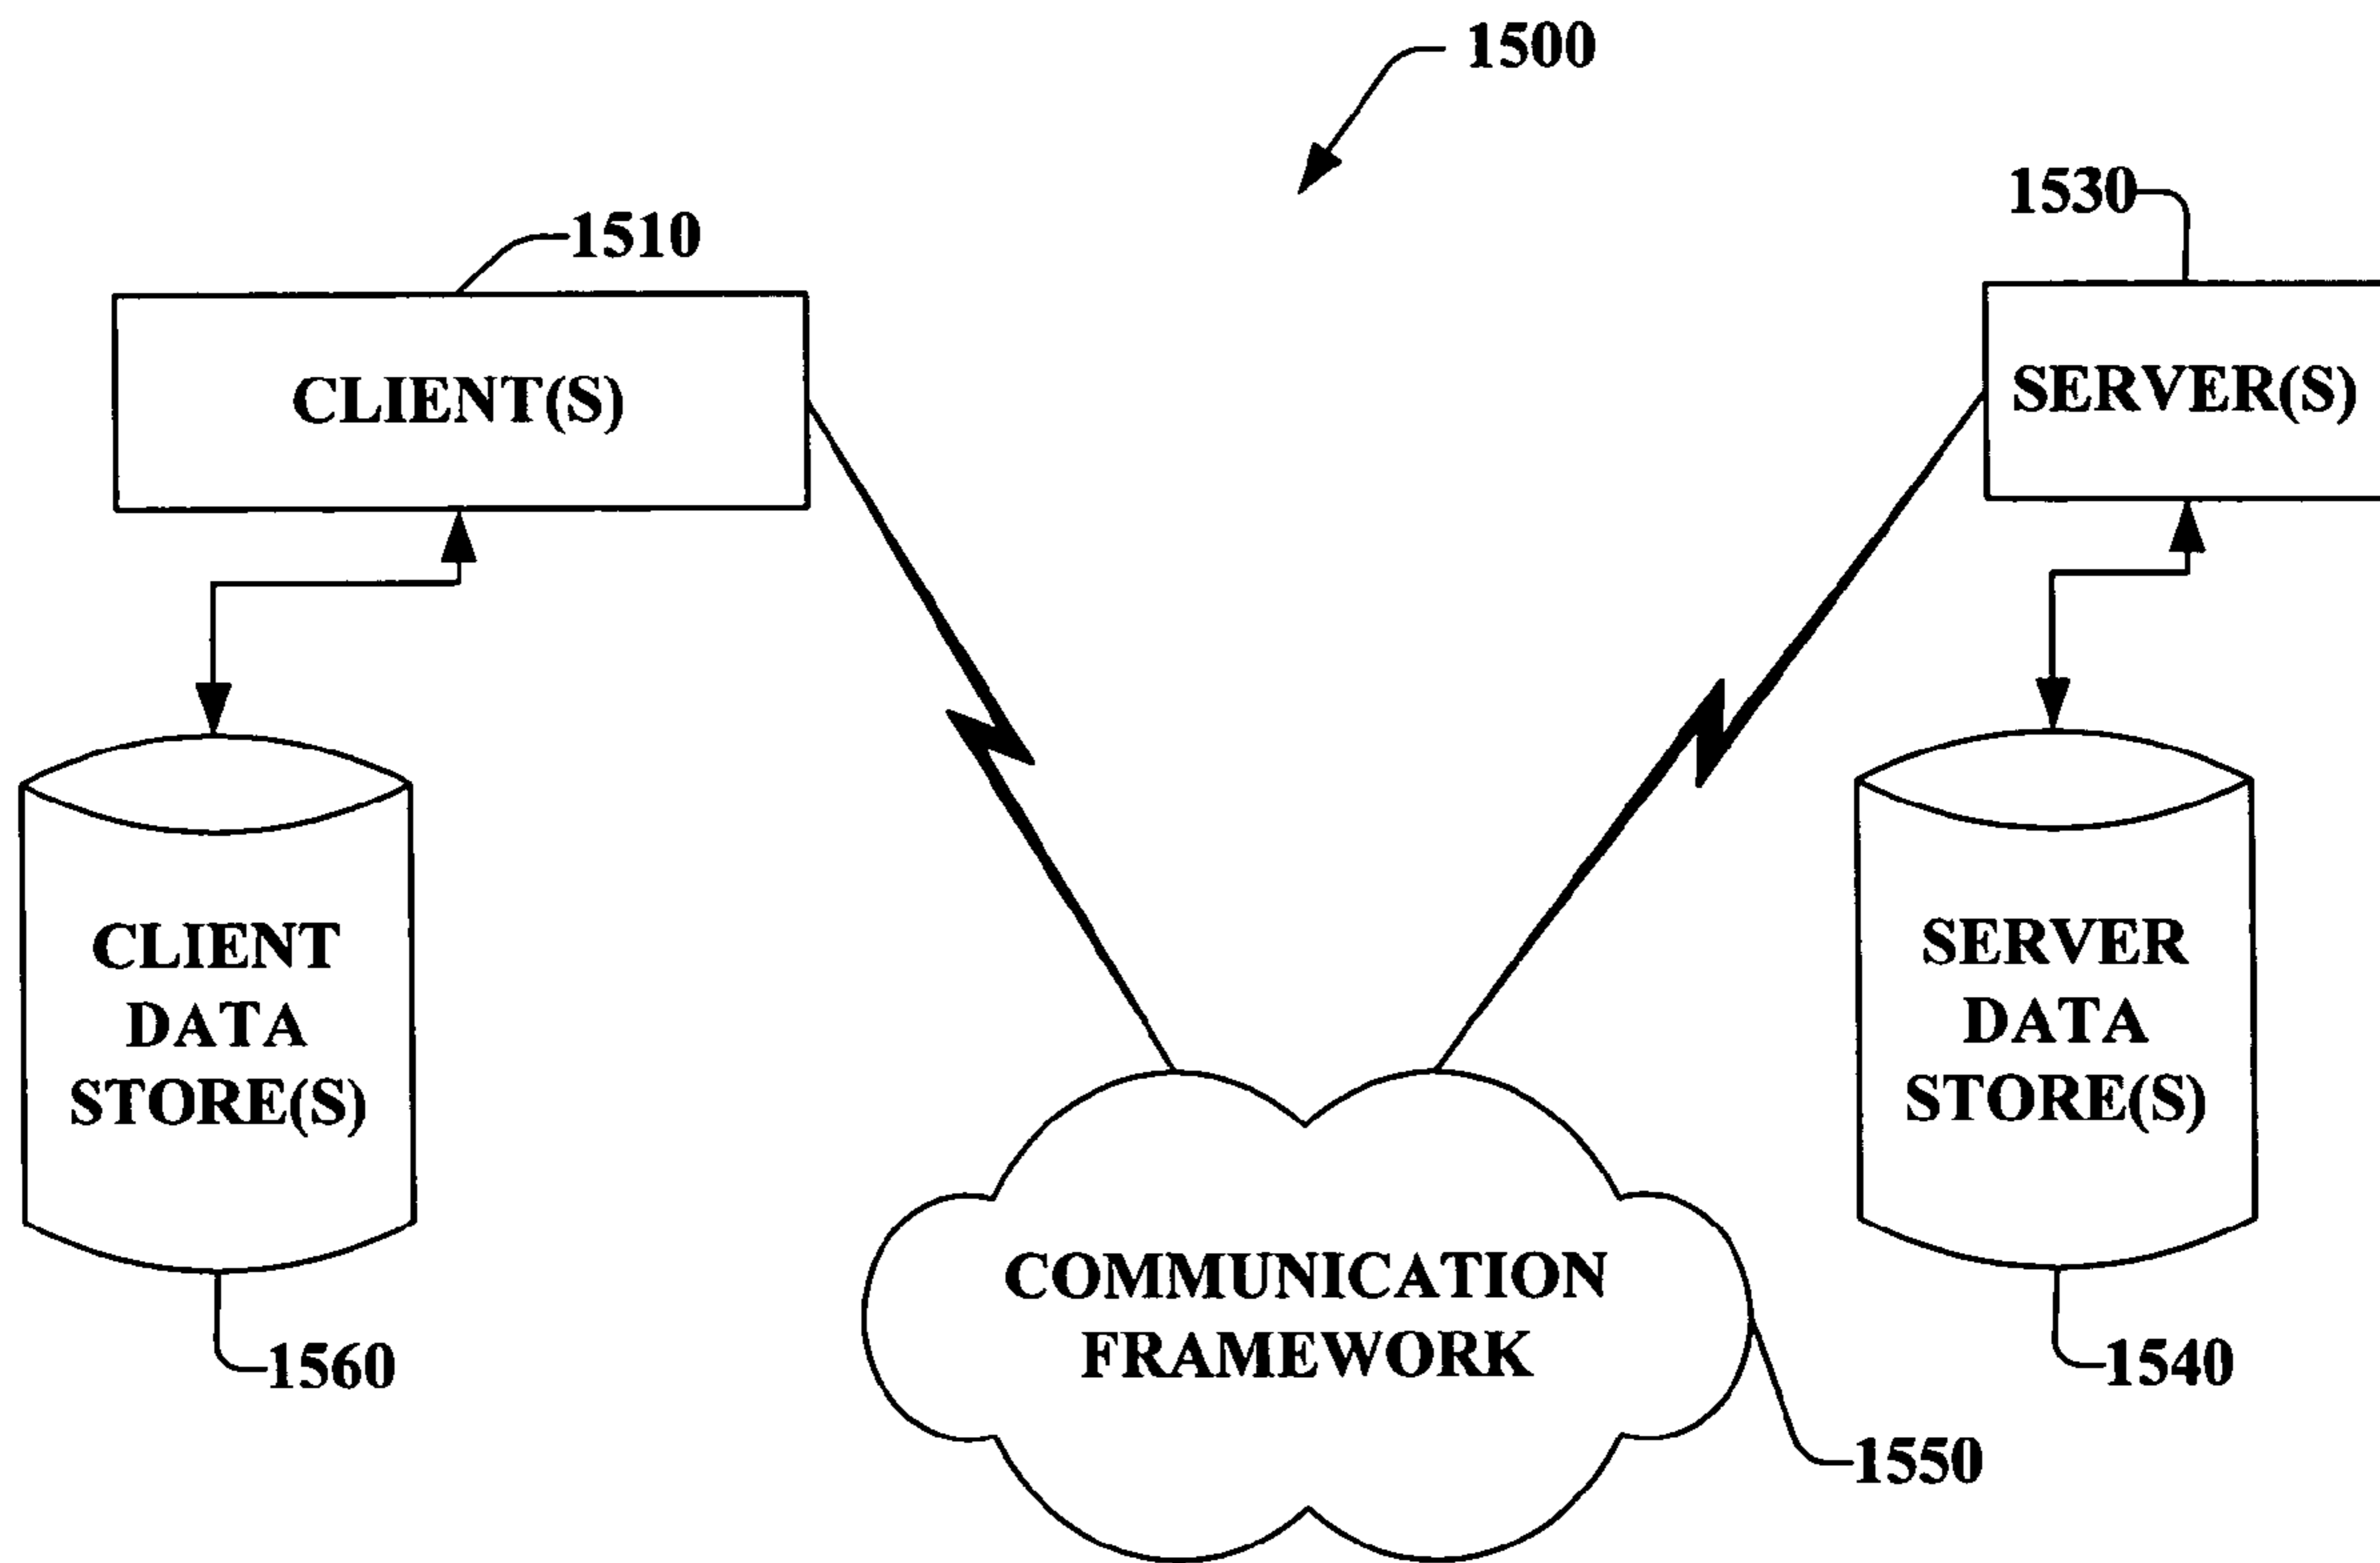 1500
1510
1530
CLIENT(S)
SERVER(S)
CLIENT
DATA
STORE(S)
SERVER
DATA
STORE(S)
COMMUNICATION
FRAMEWORK
1560
1540
1550